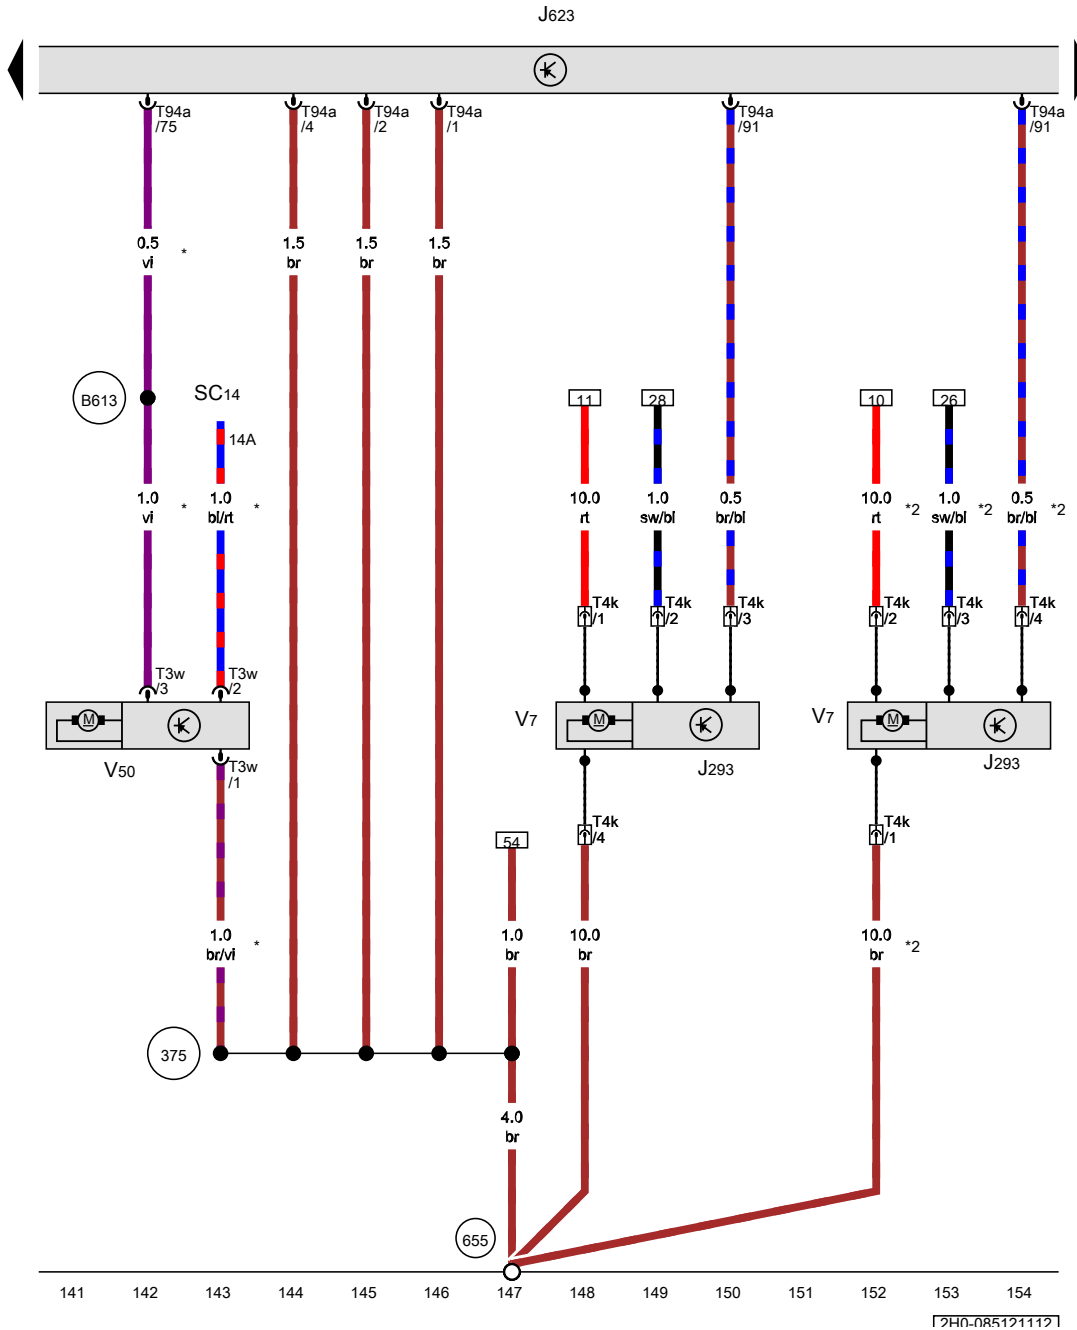 J623
T94a
/75
T94a
/4
T94a
/2
T94a
/1
T94a
/91
T94a
/91
0.5
vi
*
1.5
br
1.5
br
1.5
br
B613
SC14
14A
11
28
10
26
1.0
vi
*
1.0
bl/rt
*
10.0
rt
1.0
sw/bl
0.5
br/bl
10.0
rt
*2
1.0
sw/bl
*2
0.5
br/bl
*2
T4k
/1
T4k
/2
T4k
/3
T4k
/2
T4k
/3
T4k
/4
T3w
/3
T3w
/2
M
V50
V7
M
J293
V7
M
J293
T3w
/1
54
T4k
/4
T4k
/1
1.0
br/vi
*
1.0
br
10.0
br
10.0
br
*2
375
4.0
br
655
141 142 143 144 145 146 147 148 149 150 151 152 153 154
2H0-085121112